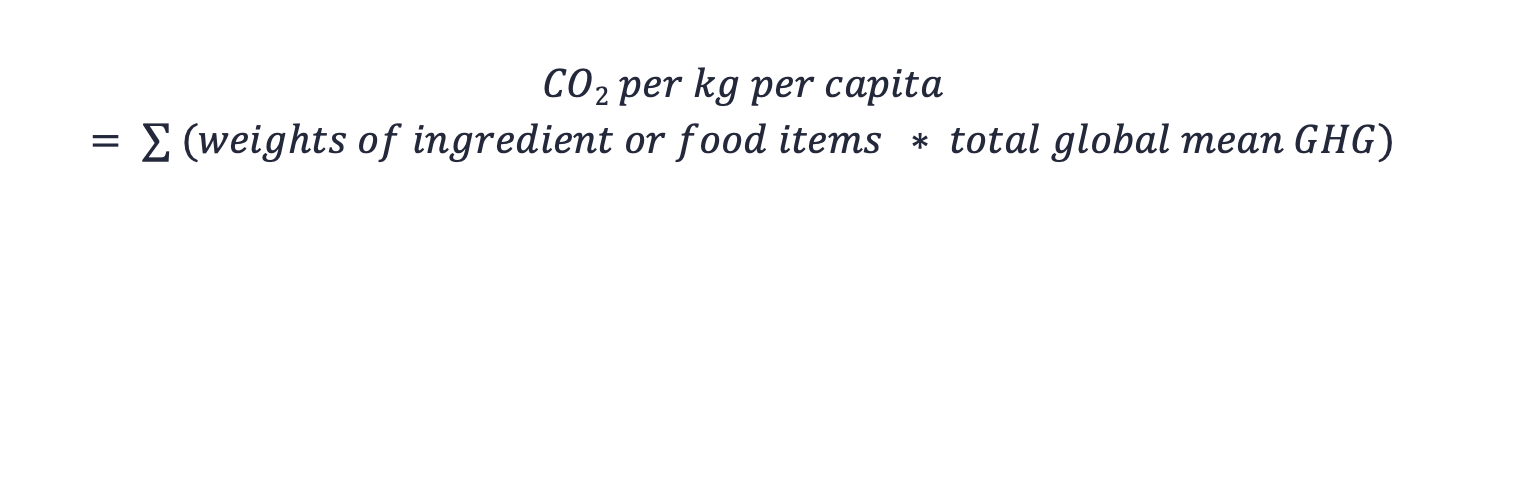 CO₂ per kg per capita
= ∑ (weights of ingredient or food items * total global mean GHG)